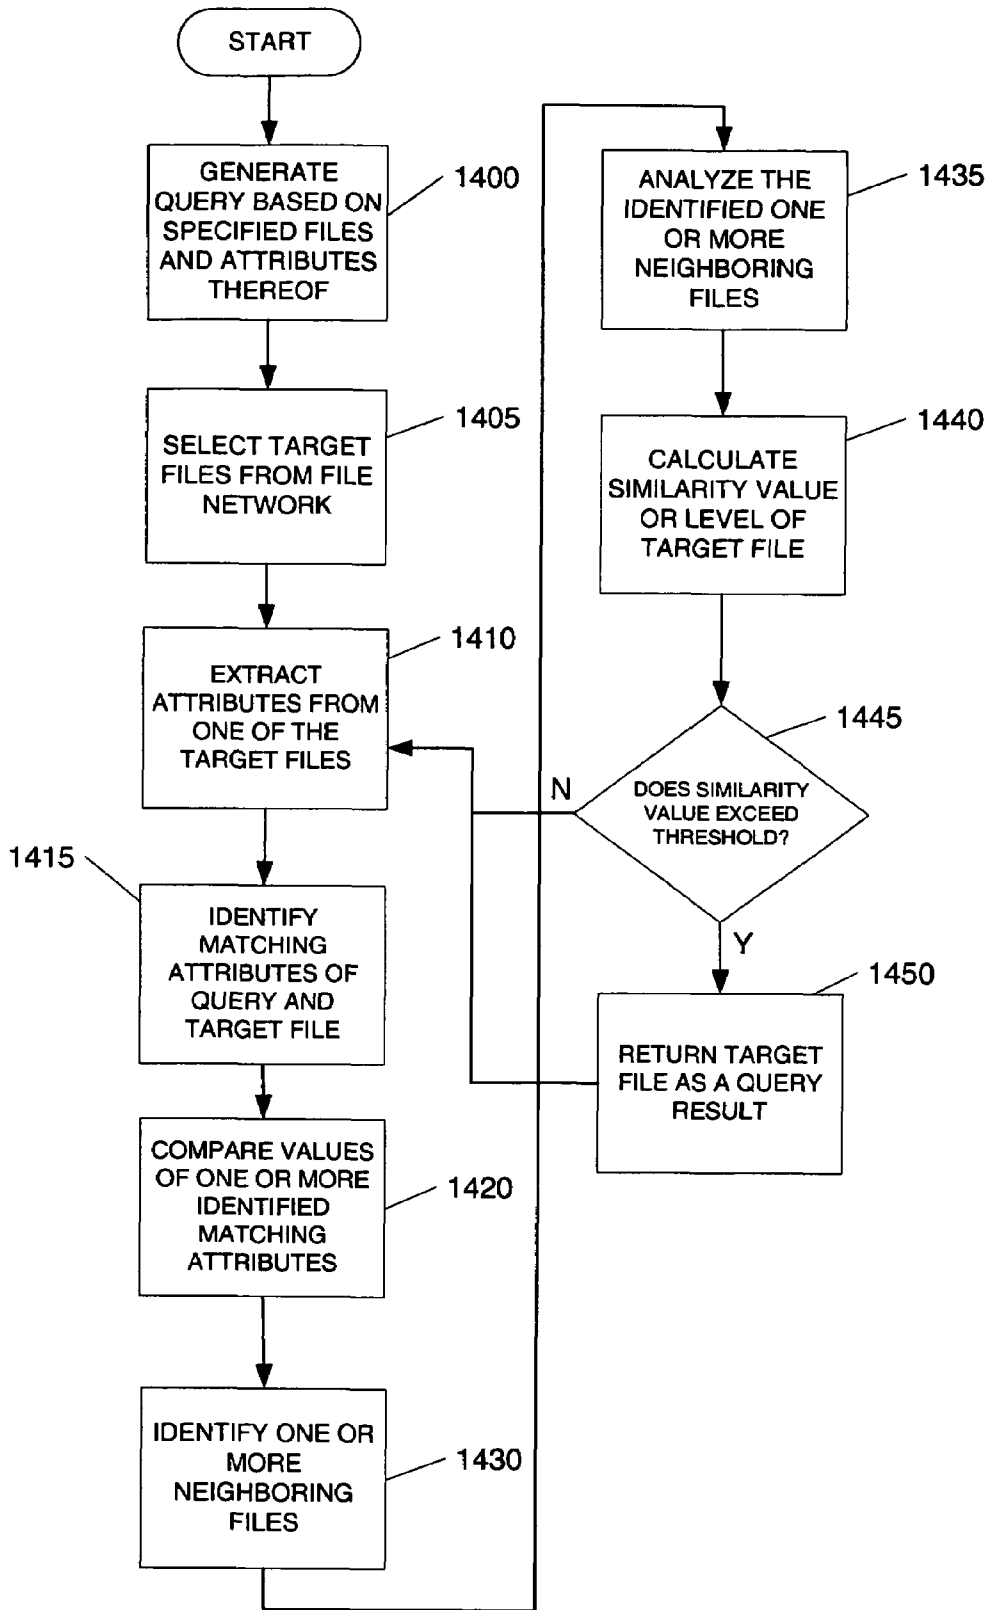 START
GENERATE
QUERY BASED ON
SPECIFIED FILES
AND ATTRIBUTES
THEREOF
1400
SELECT TARGET
FILES FROM FILE
NETWORK
1405
EXTRACT
ATTRIBUTES FROM
ONE OF THE
TARGET FILES
1410
1415
IDENTIFY
MATCHING
ATTRIBUTES OF
QUERY AND
TARGET FILE
COMPARE VALUES
OF ONE OR MORE
IDENTIFIED
MATCHING
ATTRIBUTES
1420
IDENTIFY ONE OR
MORE
NEIGHBORING
FILES
1430
ANALYZE THE
IDENTIFIED ONE
OR MORE
NEIGHBORING
FILES
1435
CALCULATE
SIMILARITY VALUE
OR LEVEL OF
TARGET FILE
1440
DOES SIMILARITY
VALUE EXCEED
THRESHOLD?
1445
N
Y
RETURN TARGET
FILE AS A QUERY
RESULT
1450